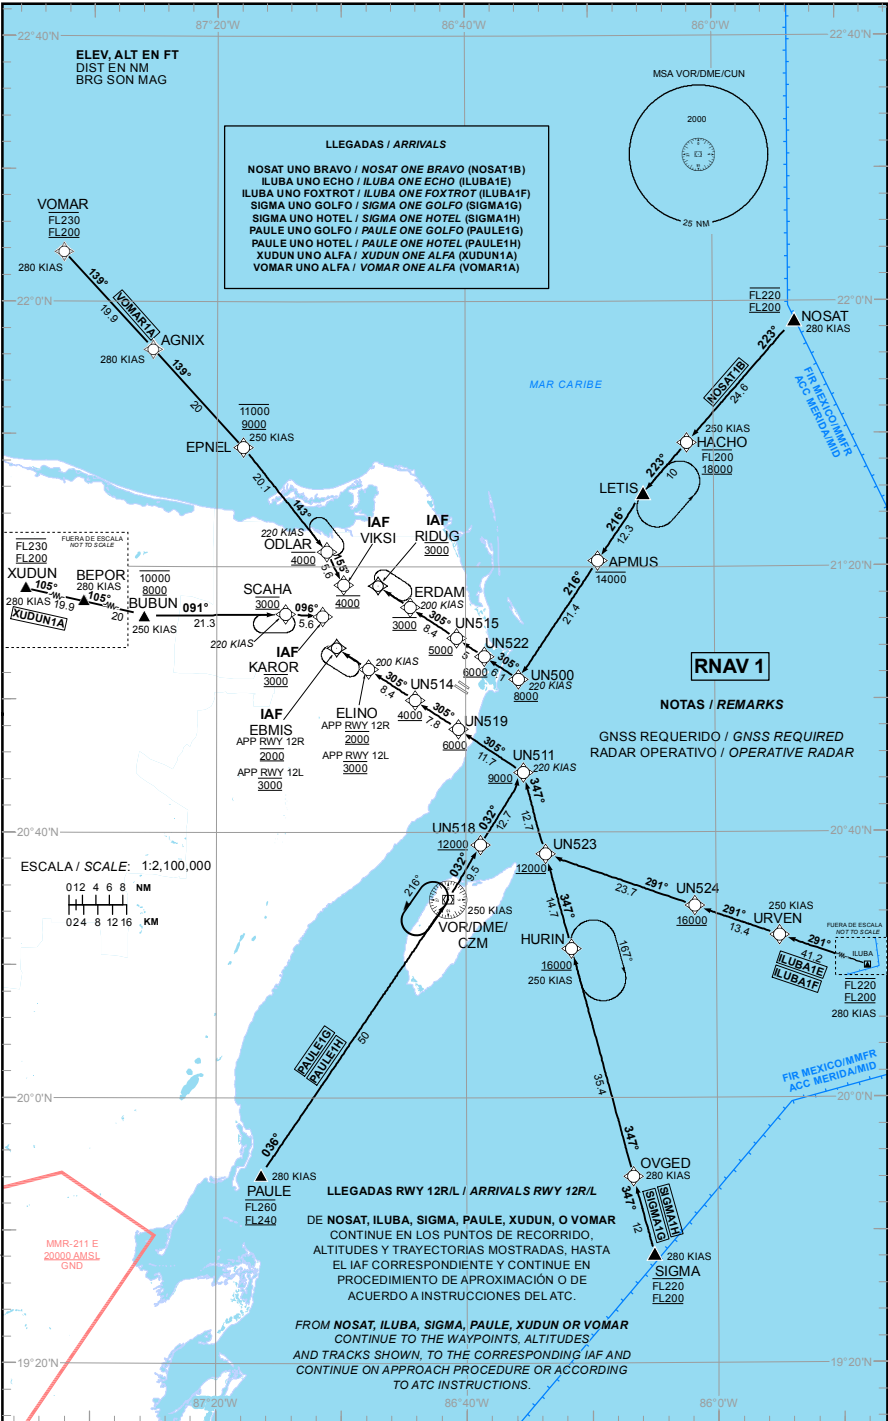 87°20'W
86°40'W
86°0'W
22°40'N
22°40'N
ELEV, ALT EN FT
DIST EN NM
BRG SON MAG
MSA VOR/DME/CUN
2000
25 NM
LLEGADAS / ARRIVALS
NOSAT UNO BRAVO / NOSAT ONE BRAVO (NOSAT1B)
ILUBA UNO ECHO / ILUBA ONE ECHO (ILUBA1E)
ILUBA UNO FOXTROT / ILUBA ONE FOXTROT (ILUBA1F)
SIGMA UNO GOLFO / SIGMA ONE GOLFO (SIGMA1G)
SIGMA UNO HOTEL / SIGMA ONE HOTEL (SIGMA1H)
PAULE UNO GOLFO / PAULE ONE GOLFO (PAULE1G)
PAULE UNO HOTEL / PAULE ONE HOTEL (PAULE1H)
XUDUN UNO ALFA / XUDUN ONE ALFA (XUDUN1A)
VOMAR UNO ALFA / VOMAR ONE ALFA (VOMAR1A)
VOMAR
FL230
FL200
280 KIAS
139°
19.9
VOMAR1A
22°0'N
22°0'N
AGNIX
280 KIAS
139°
20
11000
9000
250 KIAS
EPNEL
20.1
143°
FL220
FL200
NOSAT
280 KIAS
223°
NOSAT1B
24.6
FIR MEXICO/MMFR
ACC MERIDA/MID
MAR CARIBE
250 KIAS
HACHO
FL200
18000
223°
10
LETIS
216°
12.3
APMUS
14000
216°
21.4
21°20'N
21°20'N
220 KIAS
ODLAR
4000
155°
5.6
IAF
VIKSI
4000
IAF
RIDUG
3000
ERDAM
200 KIAS
3000
305°
8.4
UN515
5000
5
UN522
6000
305°
6.1
UN500
220 KIAS
8000
FUERA DE ESCALA
NOT TO SCALE
FL230
FL200
XUDUN
280 KIAS
105°
19.9
XUDUN1A
BEPOR
280 KIAS
105°
20
10000
8000
BUBUN
250 KIAS
091°
21.3
SCAHA
3000
220 KIAS
096°
5.6
IAF
KAROR
3000
200 KIAS
305°
8.4
UN514
4000
305°
7.8
UN519
6000
305°
11.7
IAF
EBMIS
APP RWY 12R
2000
APP RWY 12L
3000
ELINO
APP RWY 12R
2000
APP RWY 12L
3000
RNAV 1
NOTAS / REMARKS
GNSS REQUERIDO / GNSS REQUIRED
RADAR OPERATIVO / OPERATIVE RADAR
UN511
220 KIAS
9000
347°
12.7
032°
12.7
UN518
12000
032°
9.5
216°
250 KIAS
VOR/DME/
CZM
20°40'N
20°40'N
UN523
12000
291°
23.7
UN524
16000
291°
13.4
250 KIAS
URVEN
291°
41.2
ILUBA1E
ILUBA1F
FUERA DE ESCALA
NOT TO SCALE
ILUBA
FL220
FL200
280 KIAS
347°
14.7
HURIN
16000
250 KIAS
167°
35.4
ESCALA / SCALE: 1:2,100,000
0 1 2 4 6 8 NM
0 2 4 8 12 16 KM
PAULE1G
PAULE1H
50
036°
280 KIAS
PAULE
FL260
FL240
20°0'N
20°0'N
FIR MEXICO/MMFR
ACC MERIDA/MID
347°
OVGED
280 KIAS
347°
12
SIGMA1G
SIGMA1H
280 KIAS
SIGMA
FL220
FL200
MMR-211 E
20000 AMSL
GND
LLEGADAS RWY 12R/L / ARRIVALS RWY 12R/L
DE NOSAT, ILUBA, SIGMA, PAULE, XUDUN, O VOMAR
CONTINUE EN LOS PUNTOS DE RECORRIDO,
ALTITUDES Y TRAYECTORIAS MOSTRADAS, HASTA
EL IAF CORRESPONDIENTE Y CONTINUE EN
PROCEDIMIENTO DE APROXIMACIÓN O DE
ACUERDO A INSTRUCCIONES DEL ATC.
FROM NOSAT, ILUBA, SIGMA, PAULE, XUDUN OR VOMAR
CONTINUE TO THE WAYPOINTS, ALTITUDES
AND TRACKS SHOWN, TO THE CORRESPONDING IAF AND
CONTINUE ON APPROACH PROCEDURE OR ACCORDING
TO ATC INSTRUCTIONS.
19°20'N
19°20'N
87°20'W
86°40'W
86°0'W